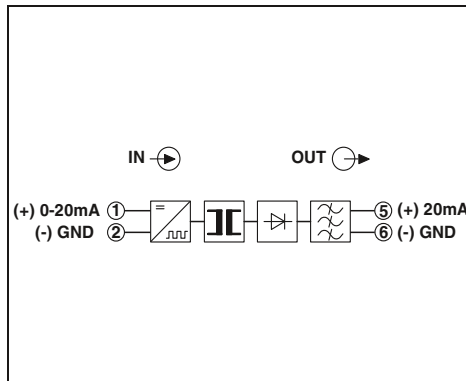 IN OUT
(+) 0-20mA 1 5 (+) 20mA
(-) GND 2 6 (-) GND